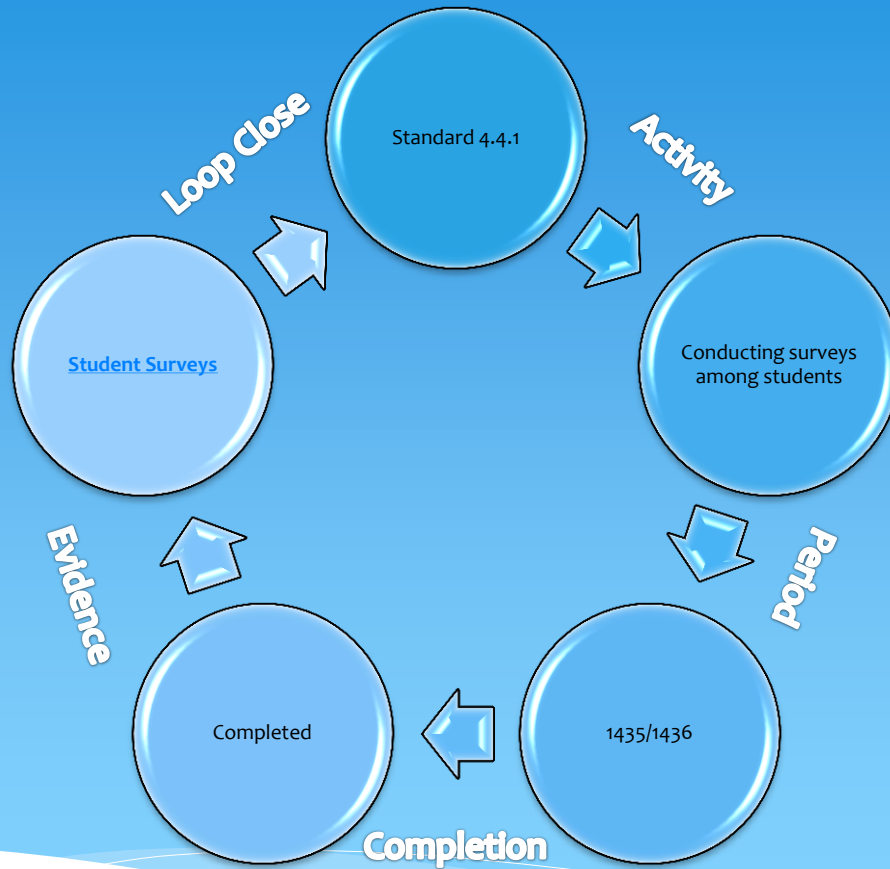 Standard 4.4.1
Activity
Conducting surveys
among students
Period
1435/1436
Completion
Completed
Evidence
Student Surveys
Loop Close